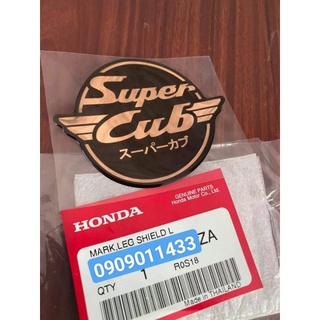 Super
Cub
スーパーカブ
GENUINE PARTS
Honda Motor Co., Ltd.
HONDA
MARK,LEG SHIELD L
0909011433 ZA
QTY 1 R0S18
Made in THAILAND